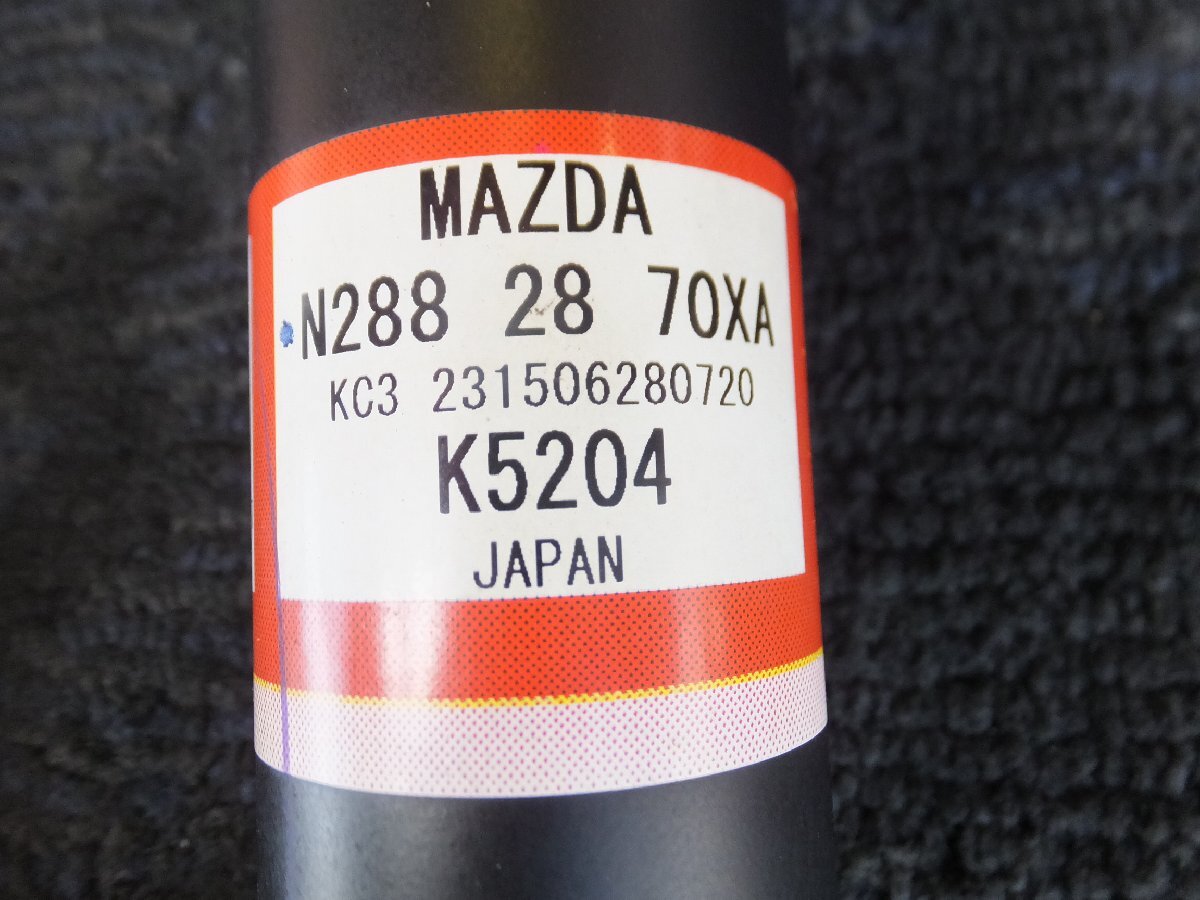 MAZDA
N288 28 70XA
KC3 231506280720
K5204
JAPAN